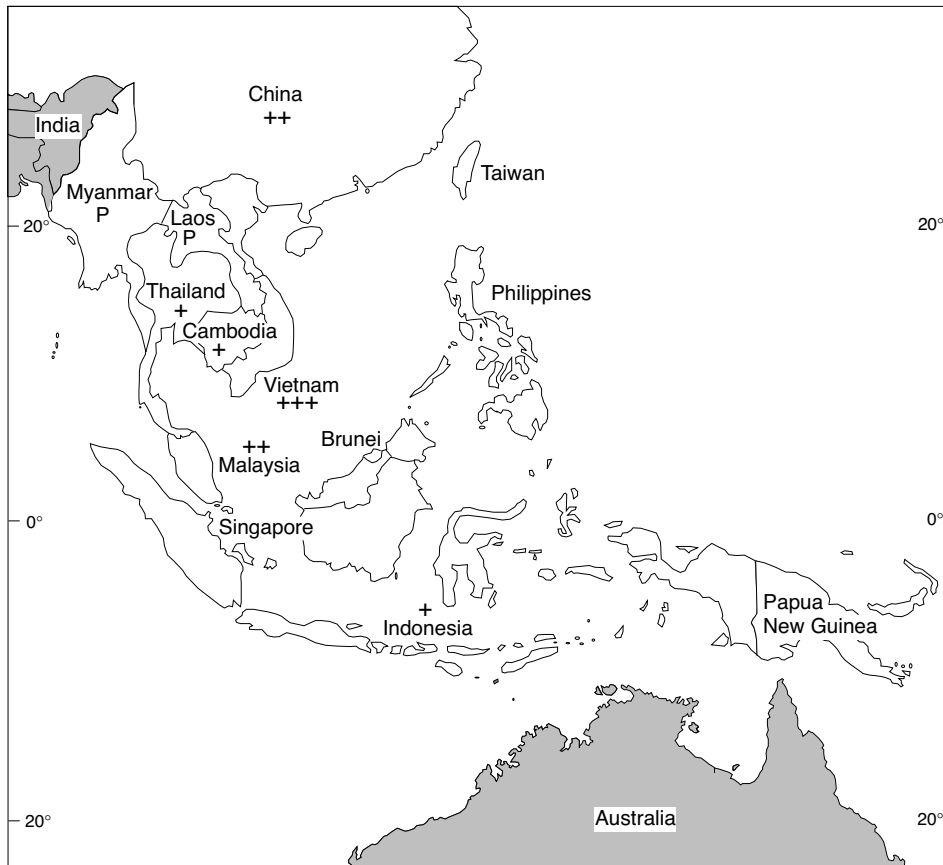 China
++
India
Taiwan
Myanmar
P
Laos
P
20°
20°
Thailand
+
Philippines
Cambodia
+
Vietnam
+++
Brunei
++
Malaysia
0°
Singapore
0°
+
Indonesia
Papua
New Guinea
20°
Australia
20°